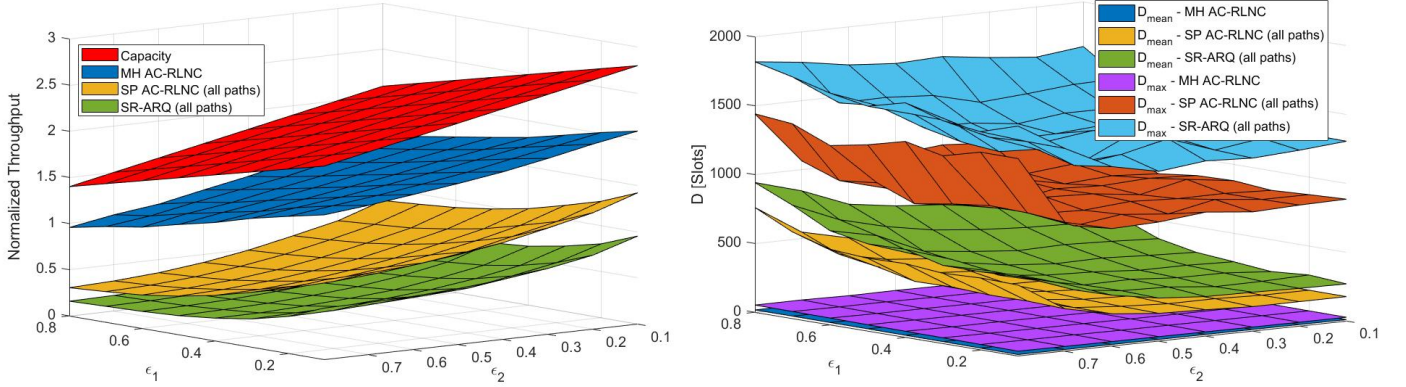 3
2.5
2
1.5
1
0.5
0
Normalized Throughput
Capacity
MH AC-RLNC
SP AC-RLNC (all paths)
SR-ARQ (all paths)
0.8
0.6
0.4
0.2
ϵ1
0.7
0.6
0.5
0.4
0.3
0.2
0.1
ϵ2
2000
1500
1000
500
0
D [Slots]
Dmean - MH AC-RLNC
Dmean - SP AC-RLNC (all paths)
Dmean - SR-ARQ (all paths)
Dmax - MH AC-RLNC
Dmax - SP AC-RLNC (all paths)
Dmax - SR-ARQ (all paths)
0.8
0.6
0.4
0.2
ϵ1
0.7
0.6
0.5
0.4
0.3
0.2
0.1
ϵ2